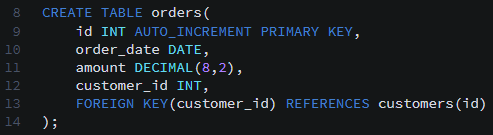 8 CREATE TABLE orders(
9     id INT AUTO_INCREMENT PRIMARY KEY,
10     order_date DATE,
11     amount DECIMAL(8,2),
12     customer_id INT,
13     FOREIGN KEY(customer_id) REFERENCES customers(id)
14 );